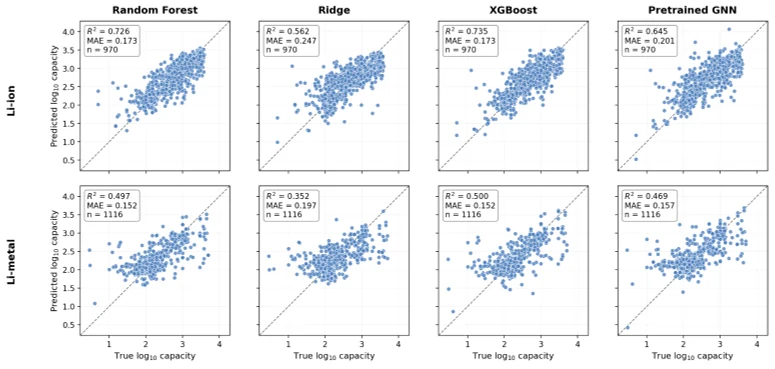 Random Forest
Ridge
XGBoost
Pretrained GNN
Li-ion
Predicted log₁₀ capacity
4.0
3.5
3.0
2.5
2.0
1.5
1.0
0.5
R² = 0.726
MAE = 0.173
n = 970
R² = 0.562
MAE = 0.247
n = 970
R² = 0.735
MAE = 0.173
n = 970
R² = 0.645
MAE = 0.201
n = 970
Li-metal
Predicted log₁₀ capacity
4.0
3.5
3.0
2.5
2.0
1.5
1.0
0.5
R² = 0.497
MAE = 0.152
n = 1116
R² = 0.352
MAE = 0.197
n = 1116
R² = 0.500
MAE = 0.152
n = 1116
R² = 0.469
MAE = 0.157
n = 1116
1 2 3 4
1 2 3 4
1 2 3 4
1 2 3 4
True log₁₀ capacity
True log₁₀ capacity
True log₁₀ capacity
True log₁₀ capacity